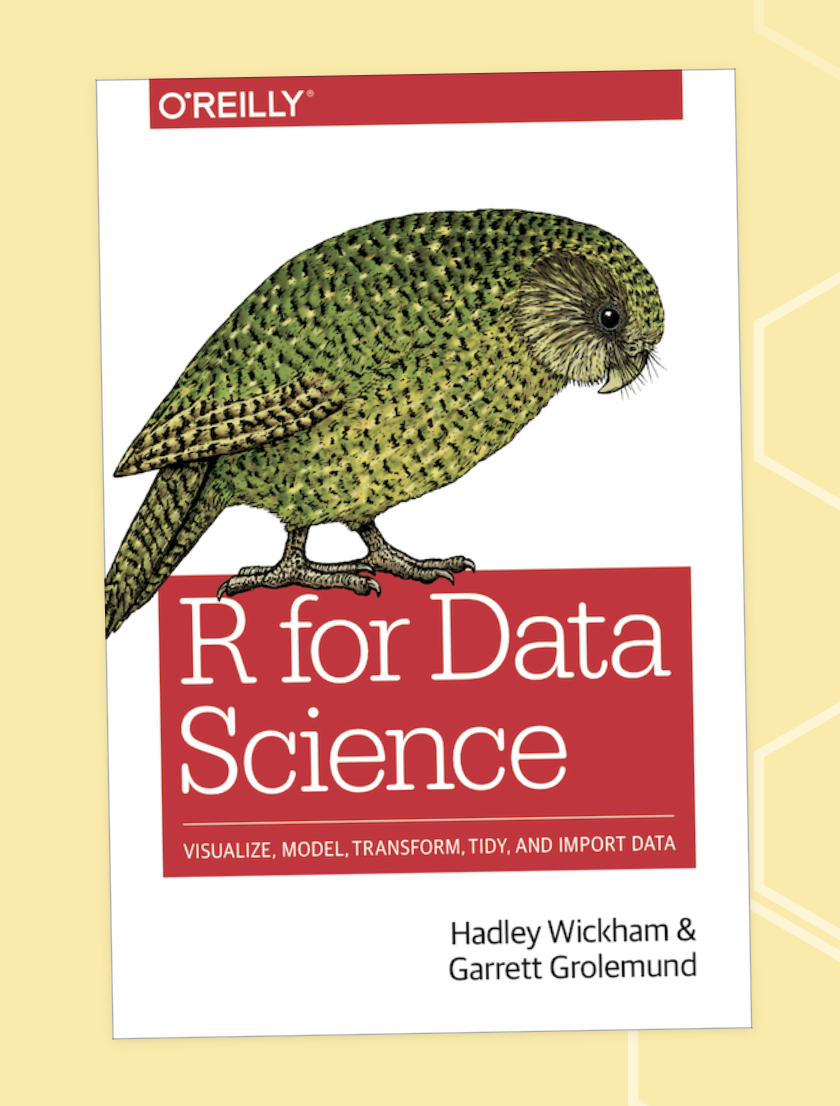 O'REILLY®
R for Data
Science
VISUALIZE, MODEL, TRANSFORM, TIDY, AND IMPORT DATA
Hadley Wickham &
Garrett Grolemund